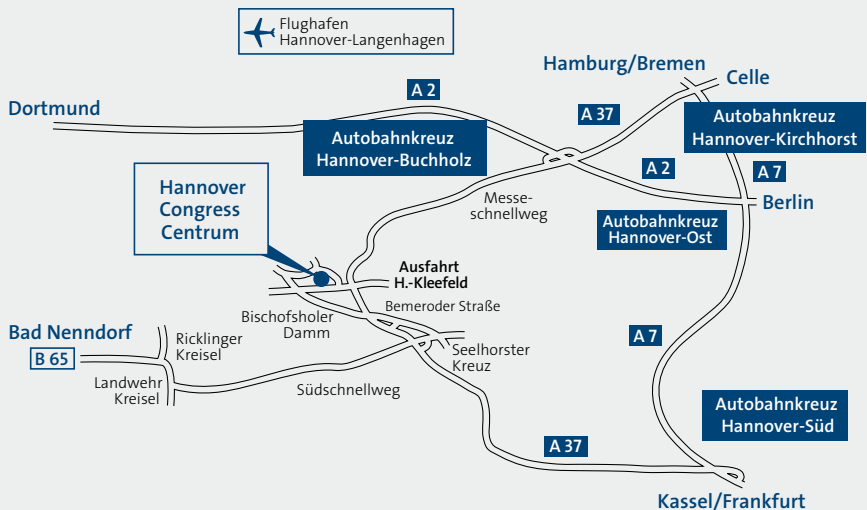 Flughafen
Hannover-Langenhagen
Hamburg/Bremen
Celle
Dortmund
A 2
A 37
Autobahnkreuz
Hannover-Buchholz
Autobahnkreuz
Hannover-Kirchhorst
A 2
A 7
Hannover
Congress
Centrum
Messe-
schnellweg
Berlin
Autobahnkreuz
Hannover-Ost
Ausfahrt
H.-Kleefeld
Bemeroder Straße
Bischofsholer
Damm
Bad Nenndorf
B 65
Ricklinger
Kreisel
Landwehr
Kreisel
Südschnellweg
Seelhorster
Kreuz
A 7
Autobahnkreuz
Hannover-Süd
A 37
Kassel/Frankfurt